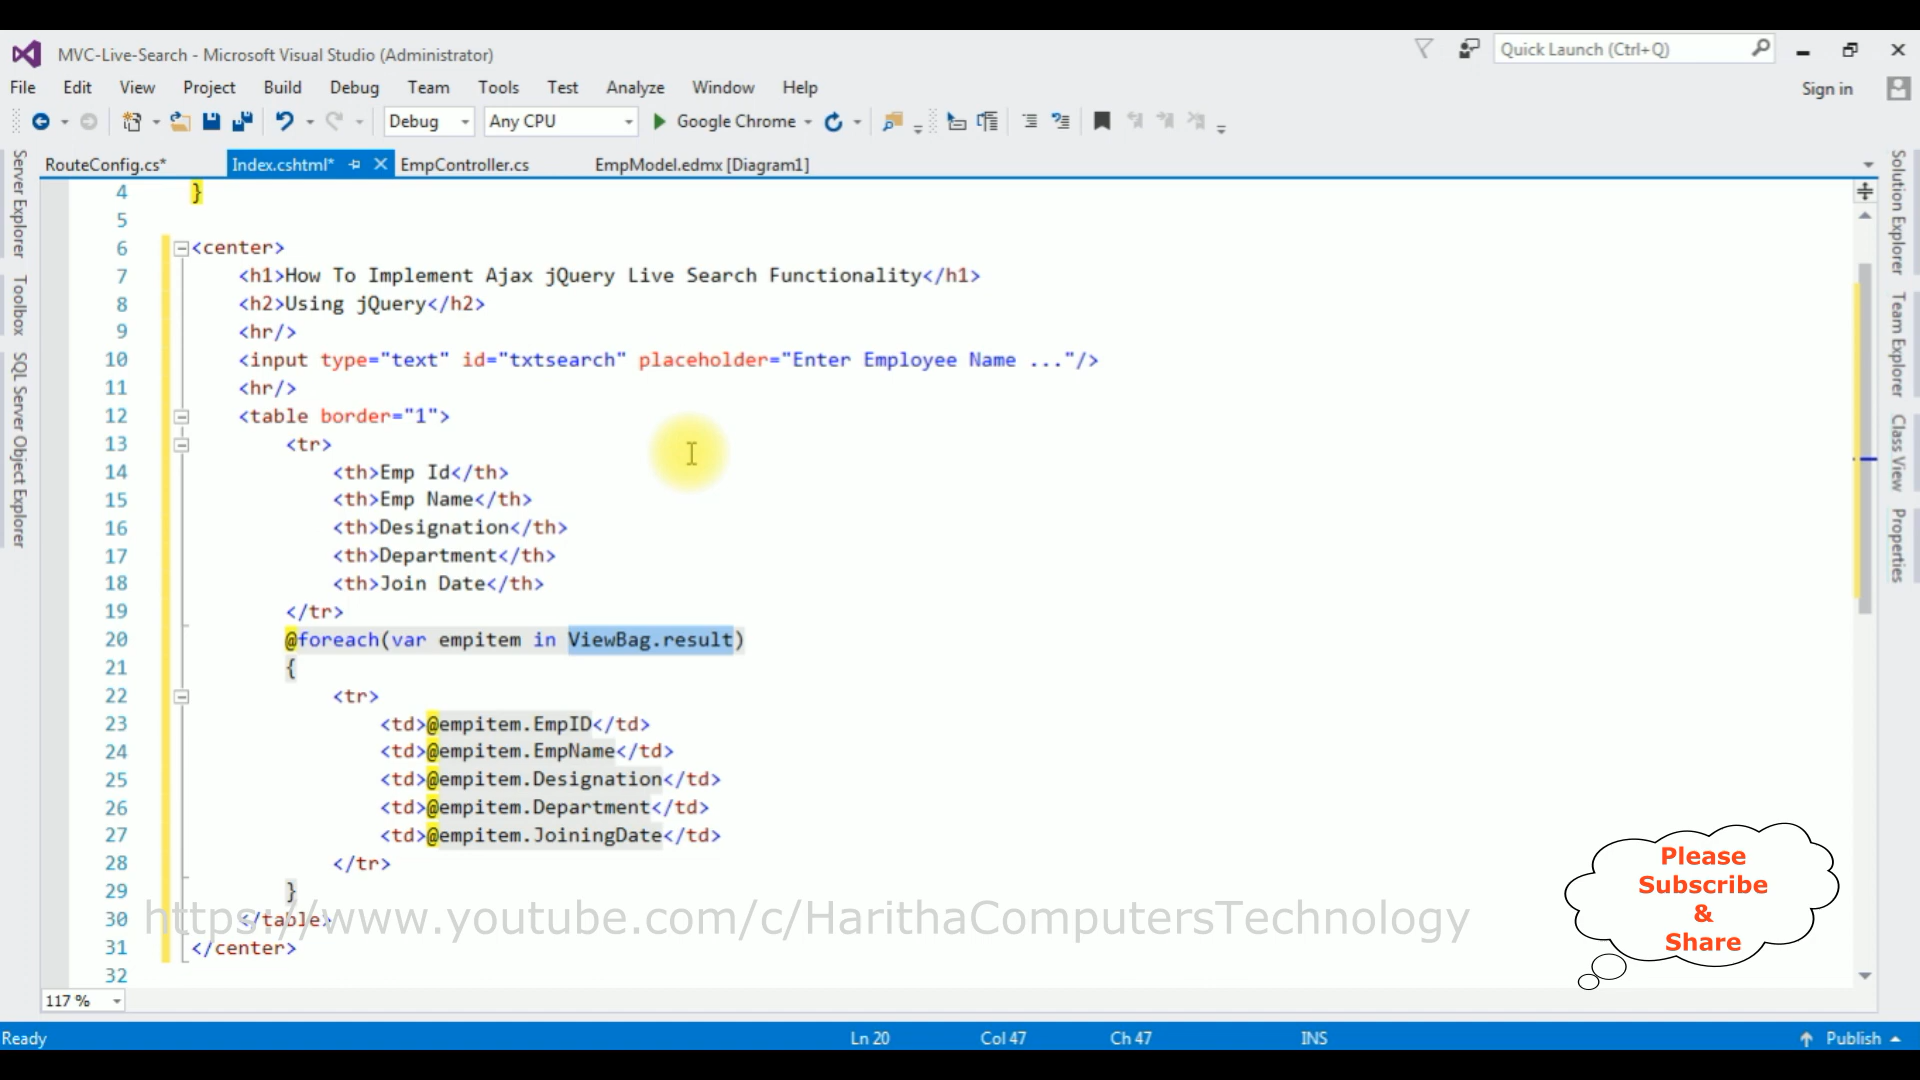 MVC-Live-Search - Microsoft Visual Studio (Administrator)
Quick Launch (Ctrl+Q)
File Edit View Project Build Debug Team Tools Test Analyze Window Help
Sign in
Debug Any CPU Google Chrome
RouteConfig.cs* Index.cshtml* EmpController.cs EmpModel.edmx [Diagram1]
Server Explorer
Toolbox
SQL Server Object Explorer
4 }
5
6 <center>
7 <h1>How To Implement Ajax jQuery Live Search Functionality</h1>
8 <h2>Using jQuery</h2>
9 <hr/>
10 <input type="text" id="txtsearch" placeholder="Enter Employee Name ..."/>
11 <hr/>
12 <table border="1">
13 <tr>
14 <th>Emp Id</th>
15 <th>Emp Name</th>
16 <th>Designation</th>
17 <th>Department</th>
18 <th>Join Date</th>
19 </tr>
20 @foreach(var empitem in ViewBag.result)
21 {
22 <tr>
23 <td>@empitem.EmpID</td>
24 <td>@empitem.EmpName</td>
25 <td>@empitem.Designation</td>
26 <td>@empitem.Department</td>
27 <td>@empitem.JoiningDate</td>
28 </tr>
29 }
30 </table>
31 </center>
32
https://www.youtube.com/c/HarithaComputersTechnology
Solution Explorer
Team Explorer
Class View
Properties
Please
Subscribe
&
Share
117 %
Ready Ln 20 Col 47 Ch 47 INS Publish